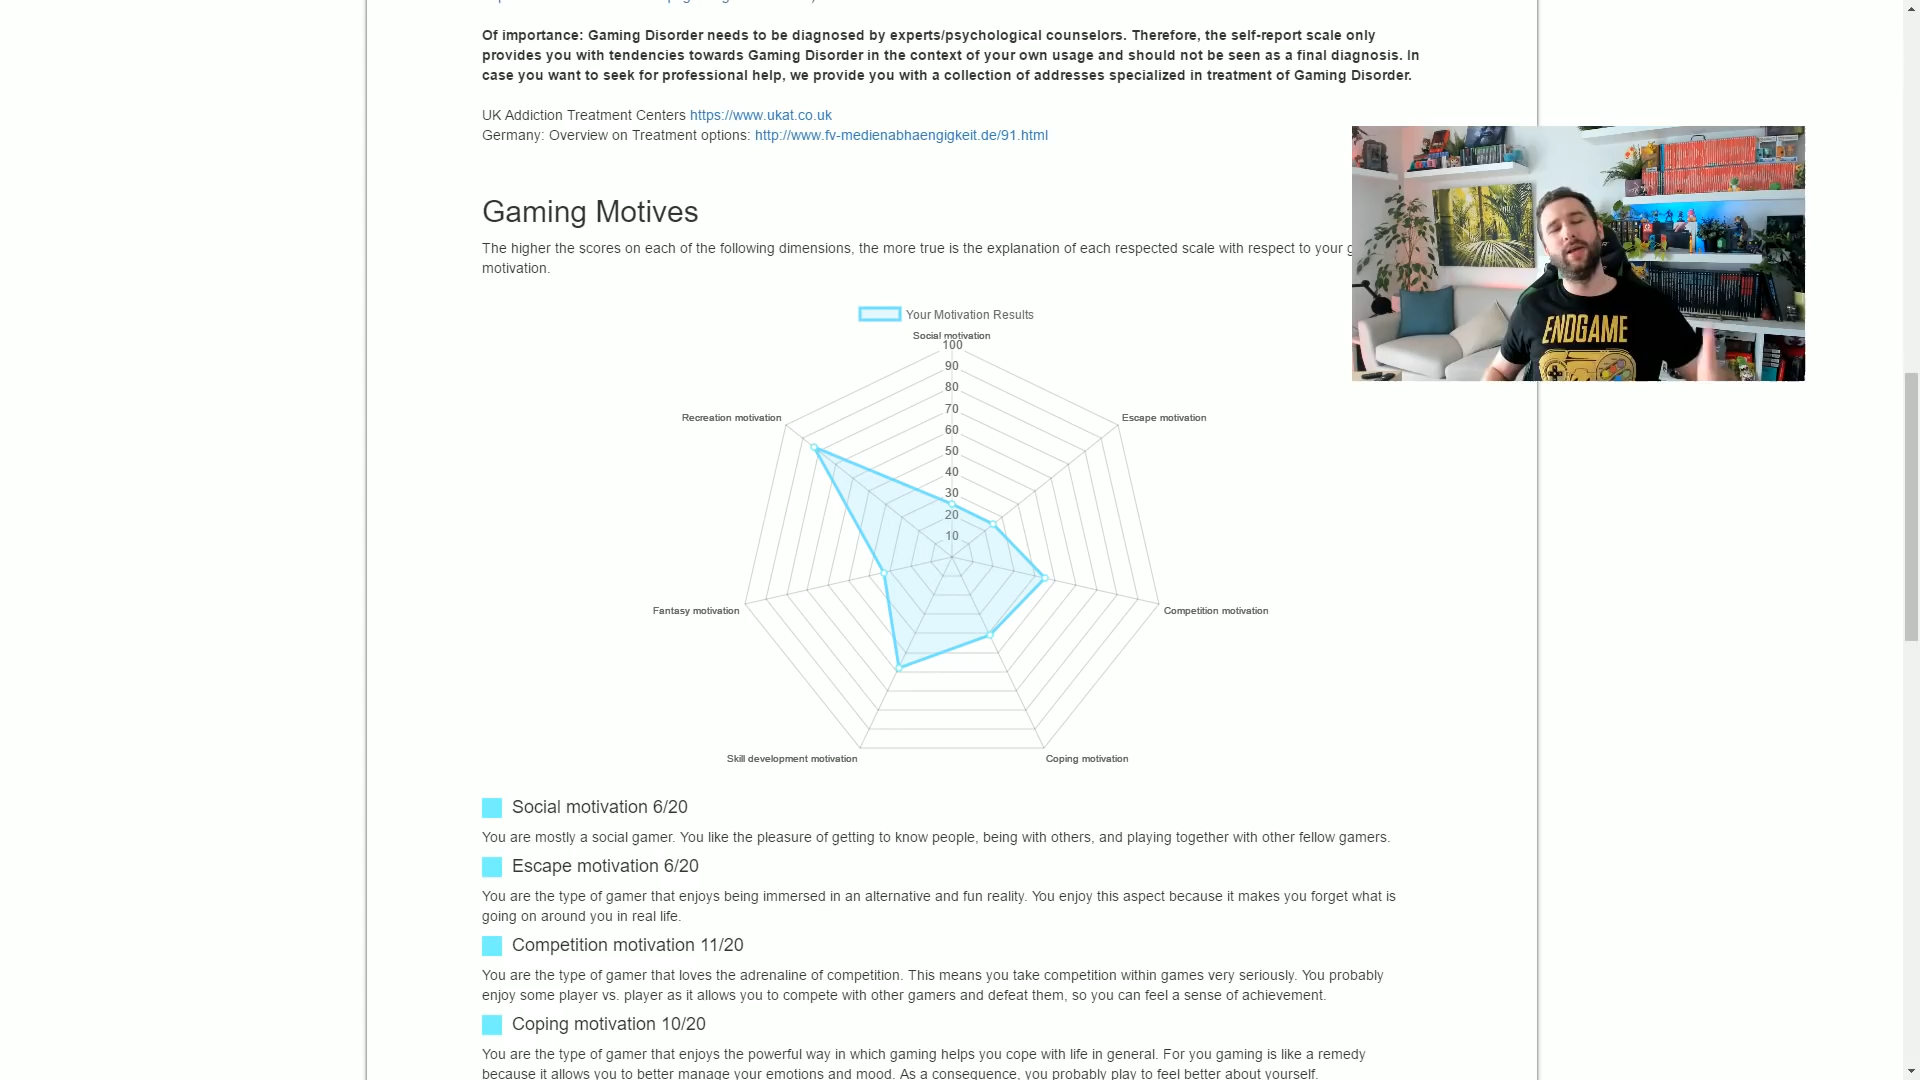 Of importance: Gaming Disorder needs to be diagnosed by experts/psychological counselors. Therefore, the self-report scale only
provides you with tendencies towards Gaming Disorder in the context of your own usage and should not be seen as a final diagnosis. In
case you want to seek for professional help, we provide you with a collection of addresses specialized in treatment of Gaming Disorder.
UK Addiction Treatment Centers https://www.ukat.co.uk
Germany: Overview on Treatment options: http://www.fv-medienabhaengigkeit.de/91.html
Gaming Motives
The higher the scores on each of the following dimensions, the more true is the explanation of each respected scale with respect to your
motivation.
Your Motivation Results
Social motivation
100
90
80
70
60
50
40
30
20
10
Recreation motivation
Escape motivation
Fantasy motivation
Competition motivation
Skill development motivation
Coping motivation
ENDGAME
Social motivation 6/20
You are mostly a social gamer. You like the pleasure of getting to know people, being with others, and playing together with other fellow gamers.
Escape motivation 6/20
You are the type of gamer that enjoys being immersed in an alternative and fun reality. You enjoy this aspect because it makes you forget what is
going on around you in real life.
Competition motivation 11/20
You are the type of gamer that loves the adrenaline of competition. This means you take competition within games very seriously. You probably
enjoy some player vs. player as it allows you to compete with other gamers and defeat them, so you can feel a sense of achievement.
Coping motivation 10/20
You are the type of gamer that enjoys the powerful way in which gaming helps you cope with life in general. For you gaming is like a remedy
because it allows you to better manage your emotions and mood. As a consequence, you probably play to feel better about yourself.